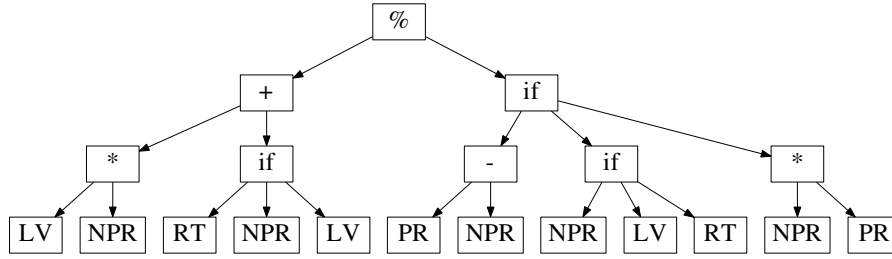 %
+ if
* if - if *
LV NPR RT NPR LV PR NPR NPR LV RT NPR PR